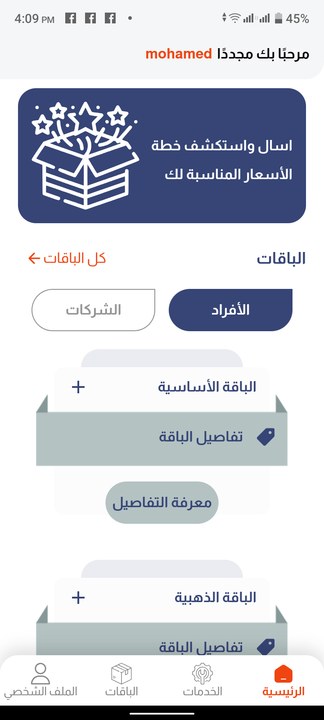 4:09 PM
45%
مرحبًا بك مجددًا mohamed
اسال واستكشف خطة
الأسعار المناسبة لك
الباقات
كل الباقات
الأفراد
الشركات
الباقة الأساسية
تفاصيل الباقة
معرفة التفاصيل
الباقة الذهبية
تفاصيل الباقة
الرئيسية
الخدمات
الباقات
الملف الشخصي